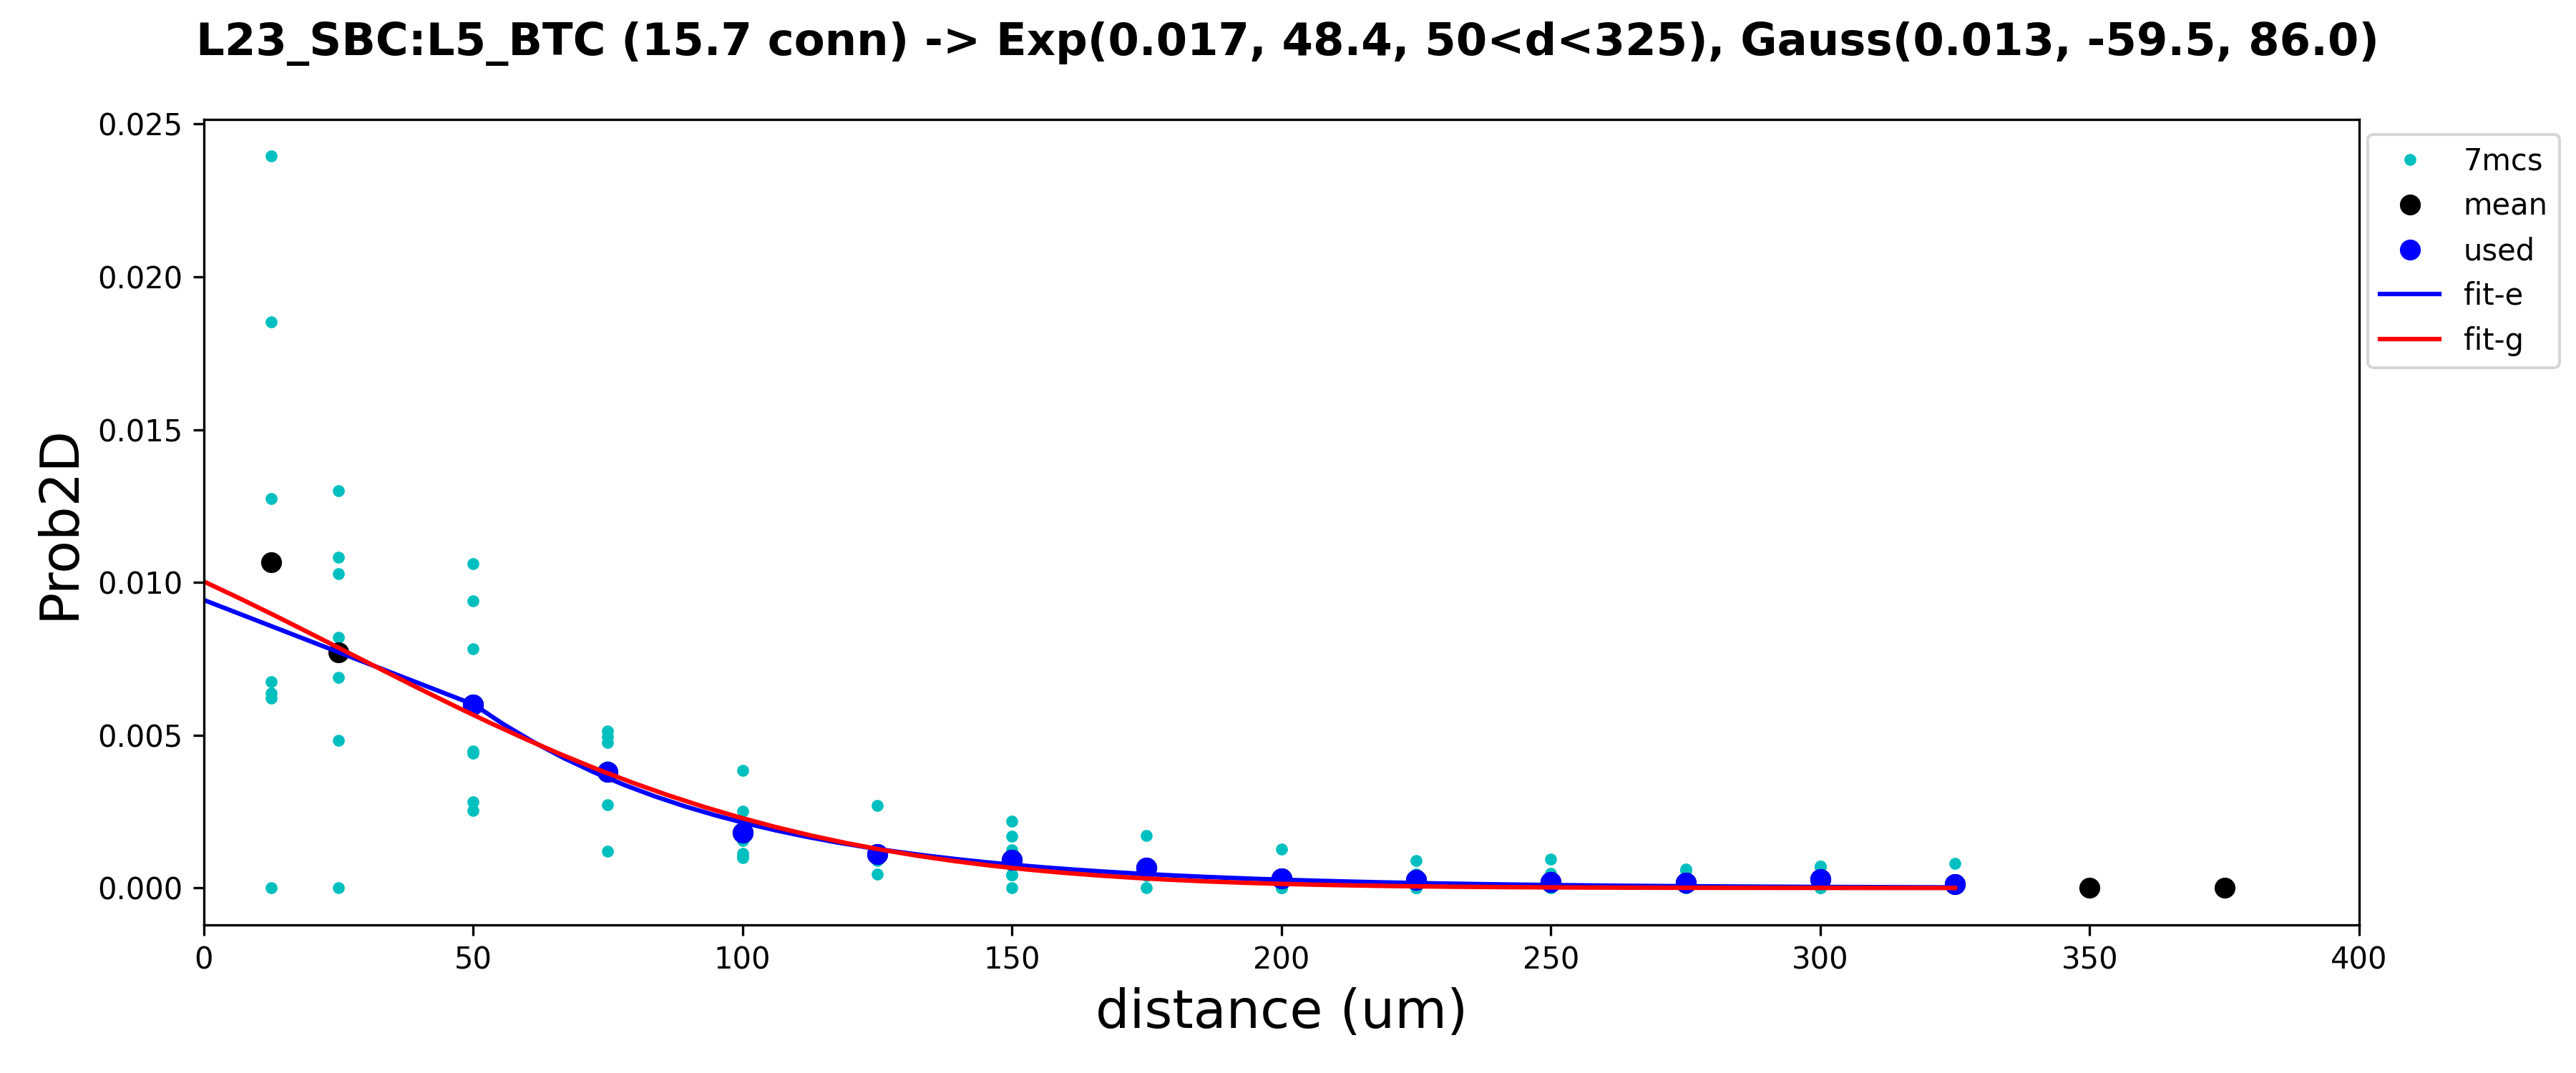 L23_SBC:L5_BTC (15.7 conn) -> Exp(0.017, 48.4, 50<d<325), Gauss(0.013, -59.5, 86.0)
0.025
0.020
0.015
0.010
0.005
0.000
Prob2D
0 50 100 150 200 250 300 350 400
distance (um)
7mcs
mean
used
fit-e
fit-g